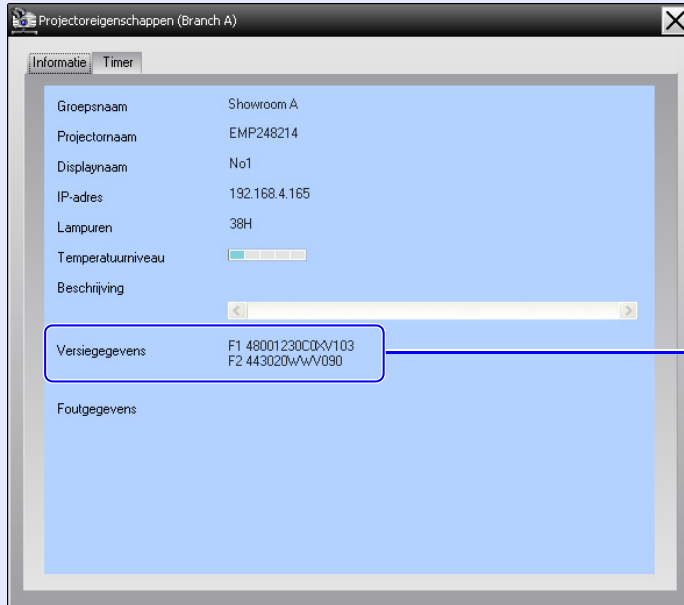 Projectoreigenschappen (Branch A)
Informatie Timer
Groepsnaam Showroom A
Projectornaam EMP248214
Displaynaam No1
IP-adres 192.168.4.165
Lampuren 38H
Temperatuurniveau
Beschrijving
Versiegegevens F1 48001230C0XV103
F2 443020WWV090
Foutgegevens